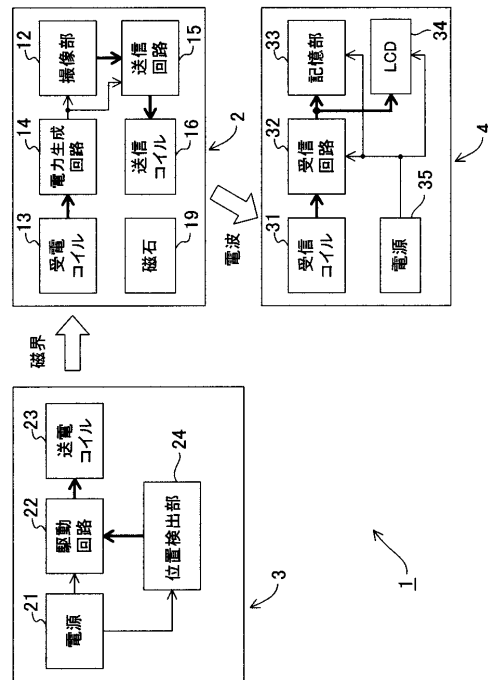 21
電源
22
駆動
回路
23
送電
コイル
24
位置検出部
3
磁界
13
受電
コイル
14
電力生成
回路
12
撮像部
15
送信
回路
16
送信
コイル
19
磁石
2
電波
31
受信
コイル
32
受信
回路
33
記憶部
34
LCD
35
電源
4
1